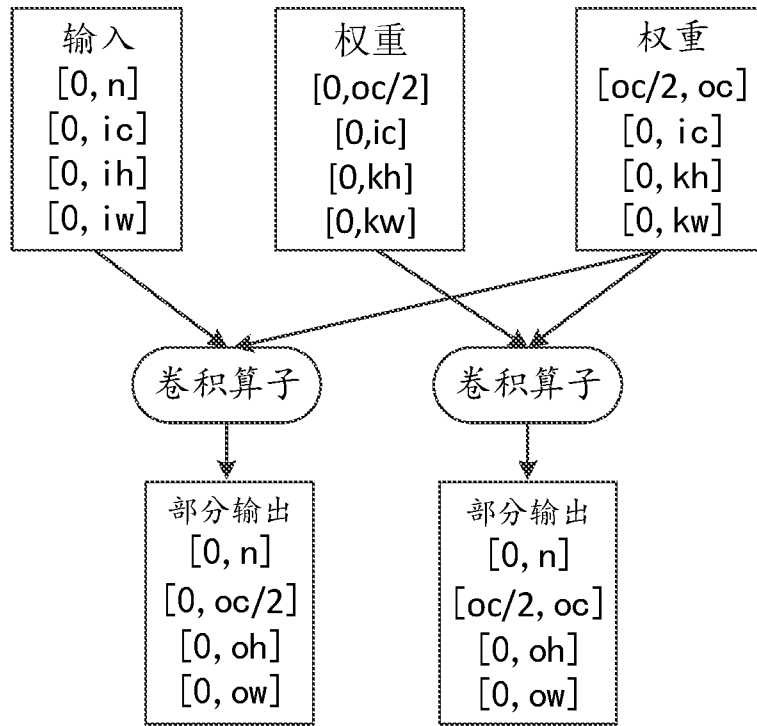 输入
[0, n]
[0, ic]
[0, ih]
[0, iw]
权重
[0,oc/2]
[0,ic]
[0,kh]
[0,kw]
权重
[oc/2, oc]
[0, ic]
[0, kh]
[0, kw]
卷积算子
卷积算子
部分输出
[0, n]
[0, oc/2]
[0, oh]
[0, ow]
部分输出
[0, n]
[oc/2, oc]
[0, oh]
[0, ow]